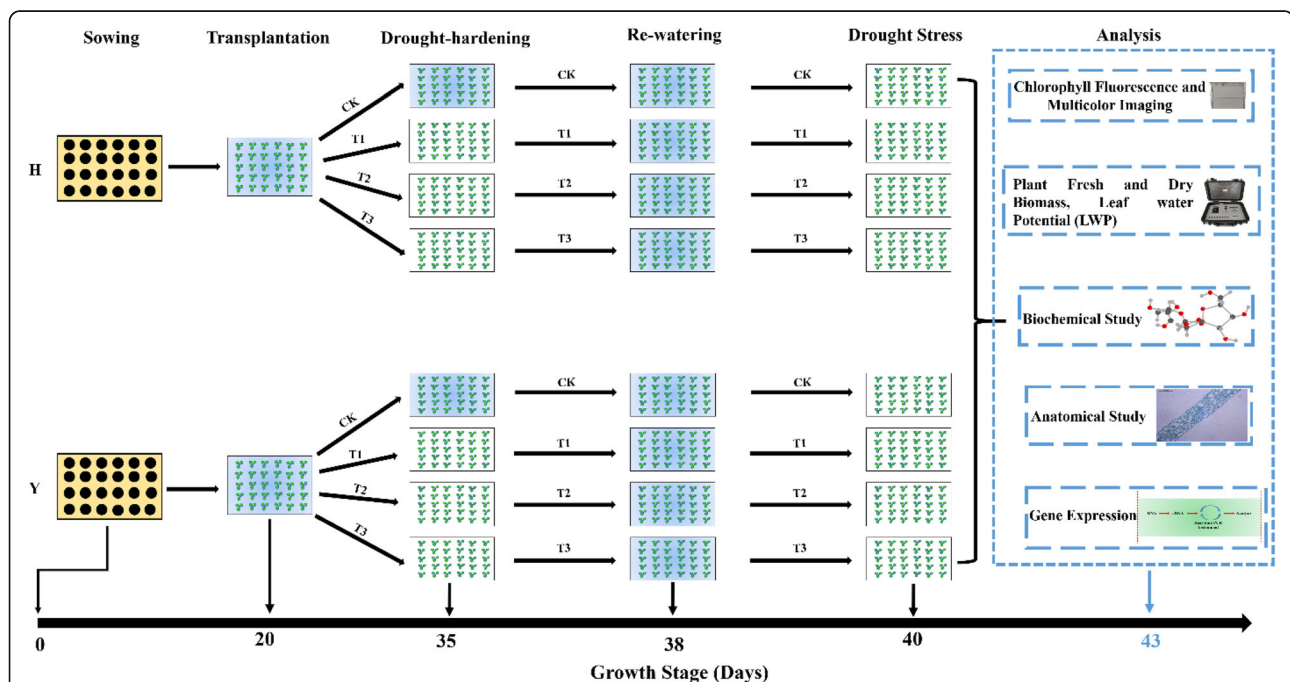 Sowing Transplantation Drought-hardening Re-watering Drought Stress Analysis
H
CK CK CK
T1 T1 T1
T2 T2 T2
T3 T3 T3
Y
CK CK CK
T1 T1 T1
T2 T2 T2
T3 T3 T3
Chlorophyll Fluorescence and
Multicolor Imaging
Plant Fresh and Dry
Biomass, Leaf water
Potential (LWP)
Biochemical Study
Anatomical Study
Gene Expression
0 20 35 38 40 43
Growth Stage (Days)